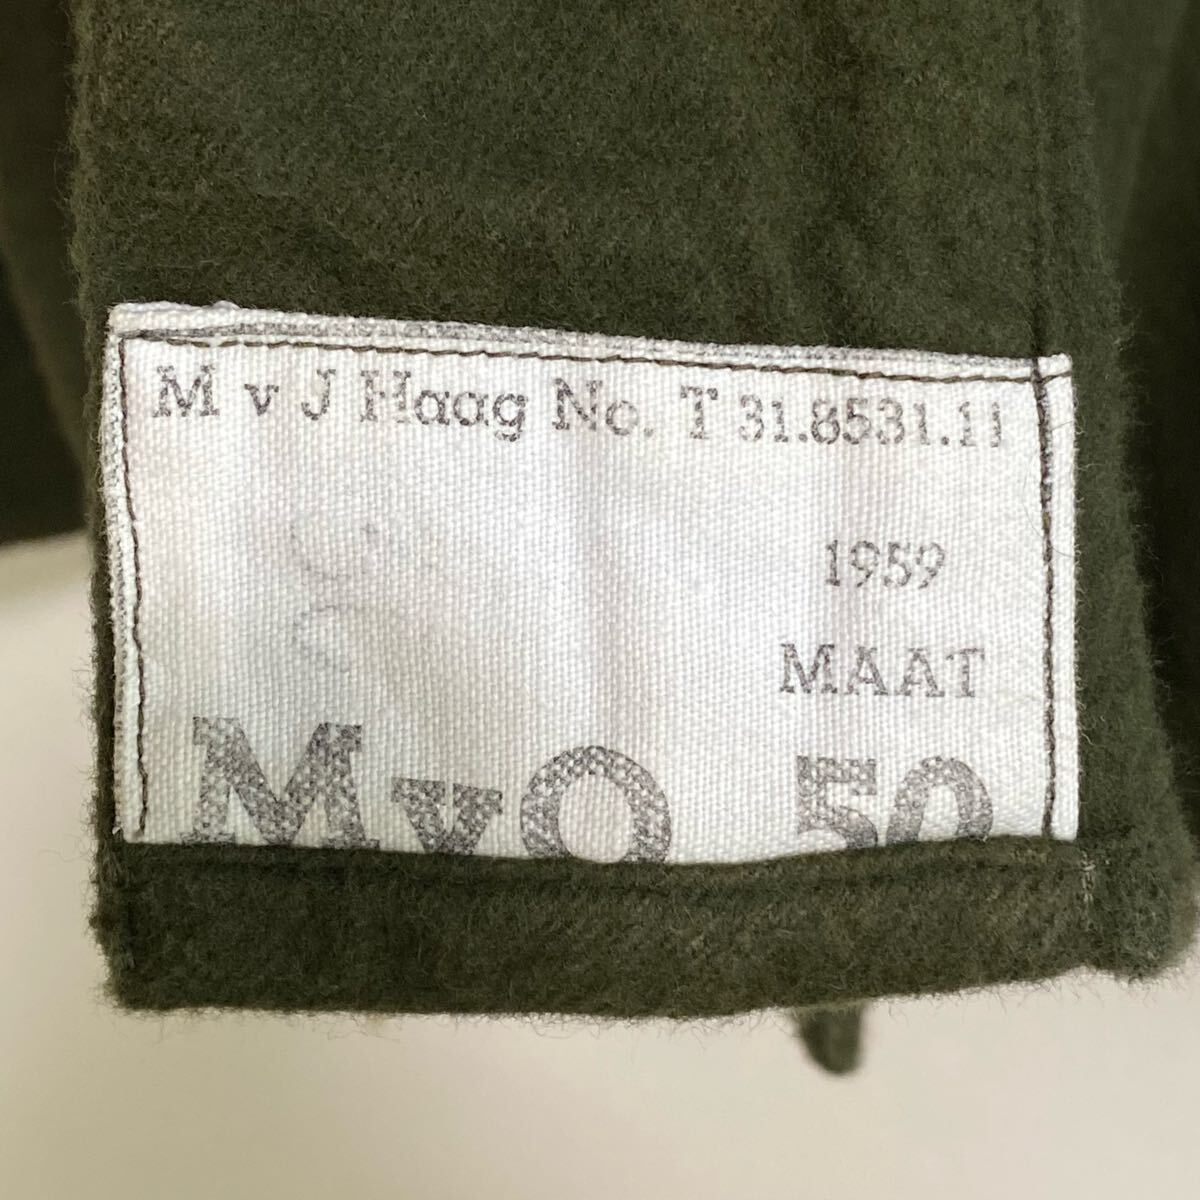 M v J Haag No. T 31.8531.11
1959
MAAT
MvO 50